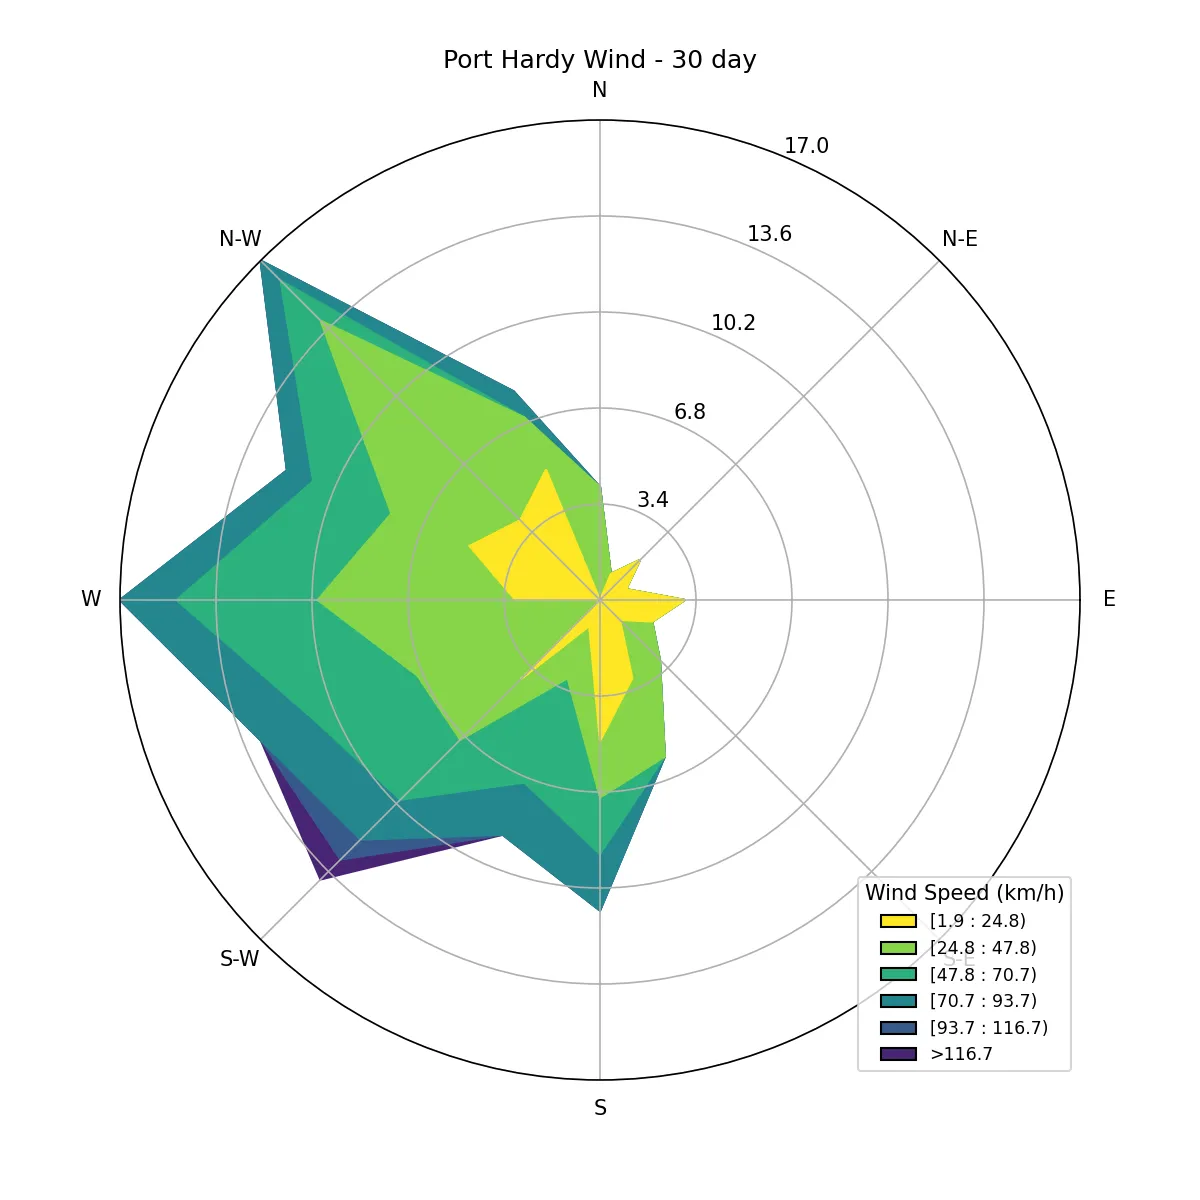 Port Hardy Wind - 30 day
N
17.0
N-W
13.6
N-E
10.2
6.8
3.4
W
E
S-W
S-E
S
Wind Speed (km/h)
[1.9 : 24.8)
[24.8 : 47.8)
[47.8 : 70.7)
[70.7 : 93.7)
[93.7 : 116.7)
>116.7